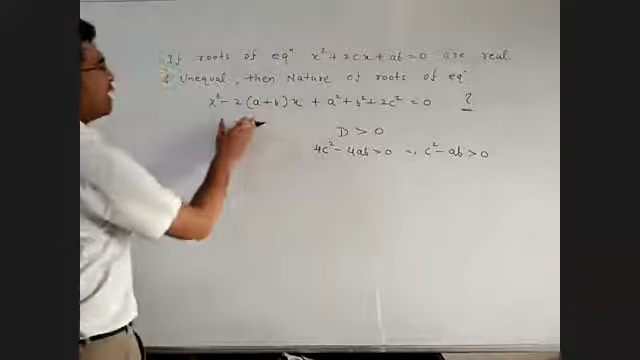 If roots of eqⁿ x² + 2cx + ab = 0 are real
& Unequal, then Nature of roots of eqⁿ
x² - 2(a+b)x + a² + b² + 2c² = 0 ?
D > 0
4c² - 4ab > 0 ⇒ c² - ab > 0